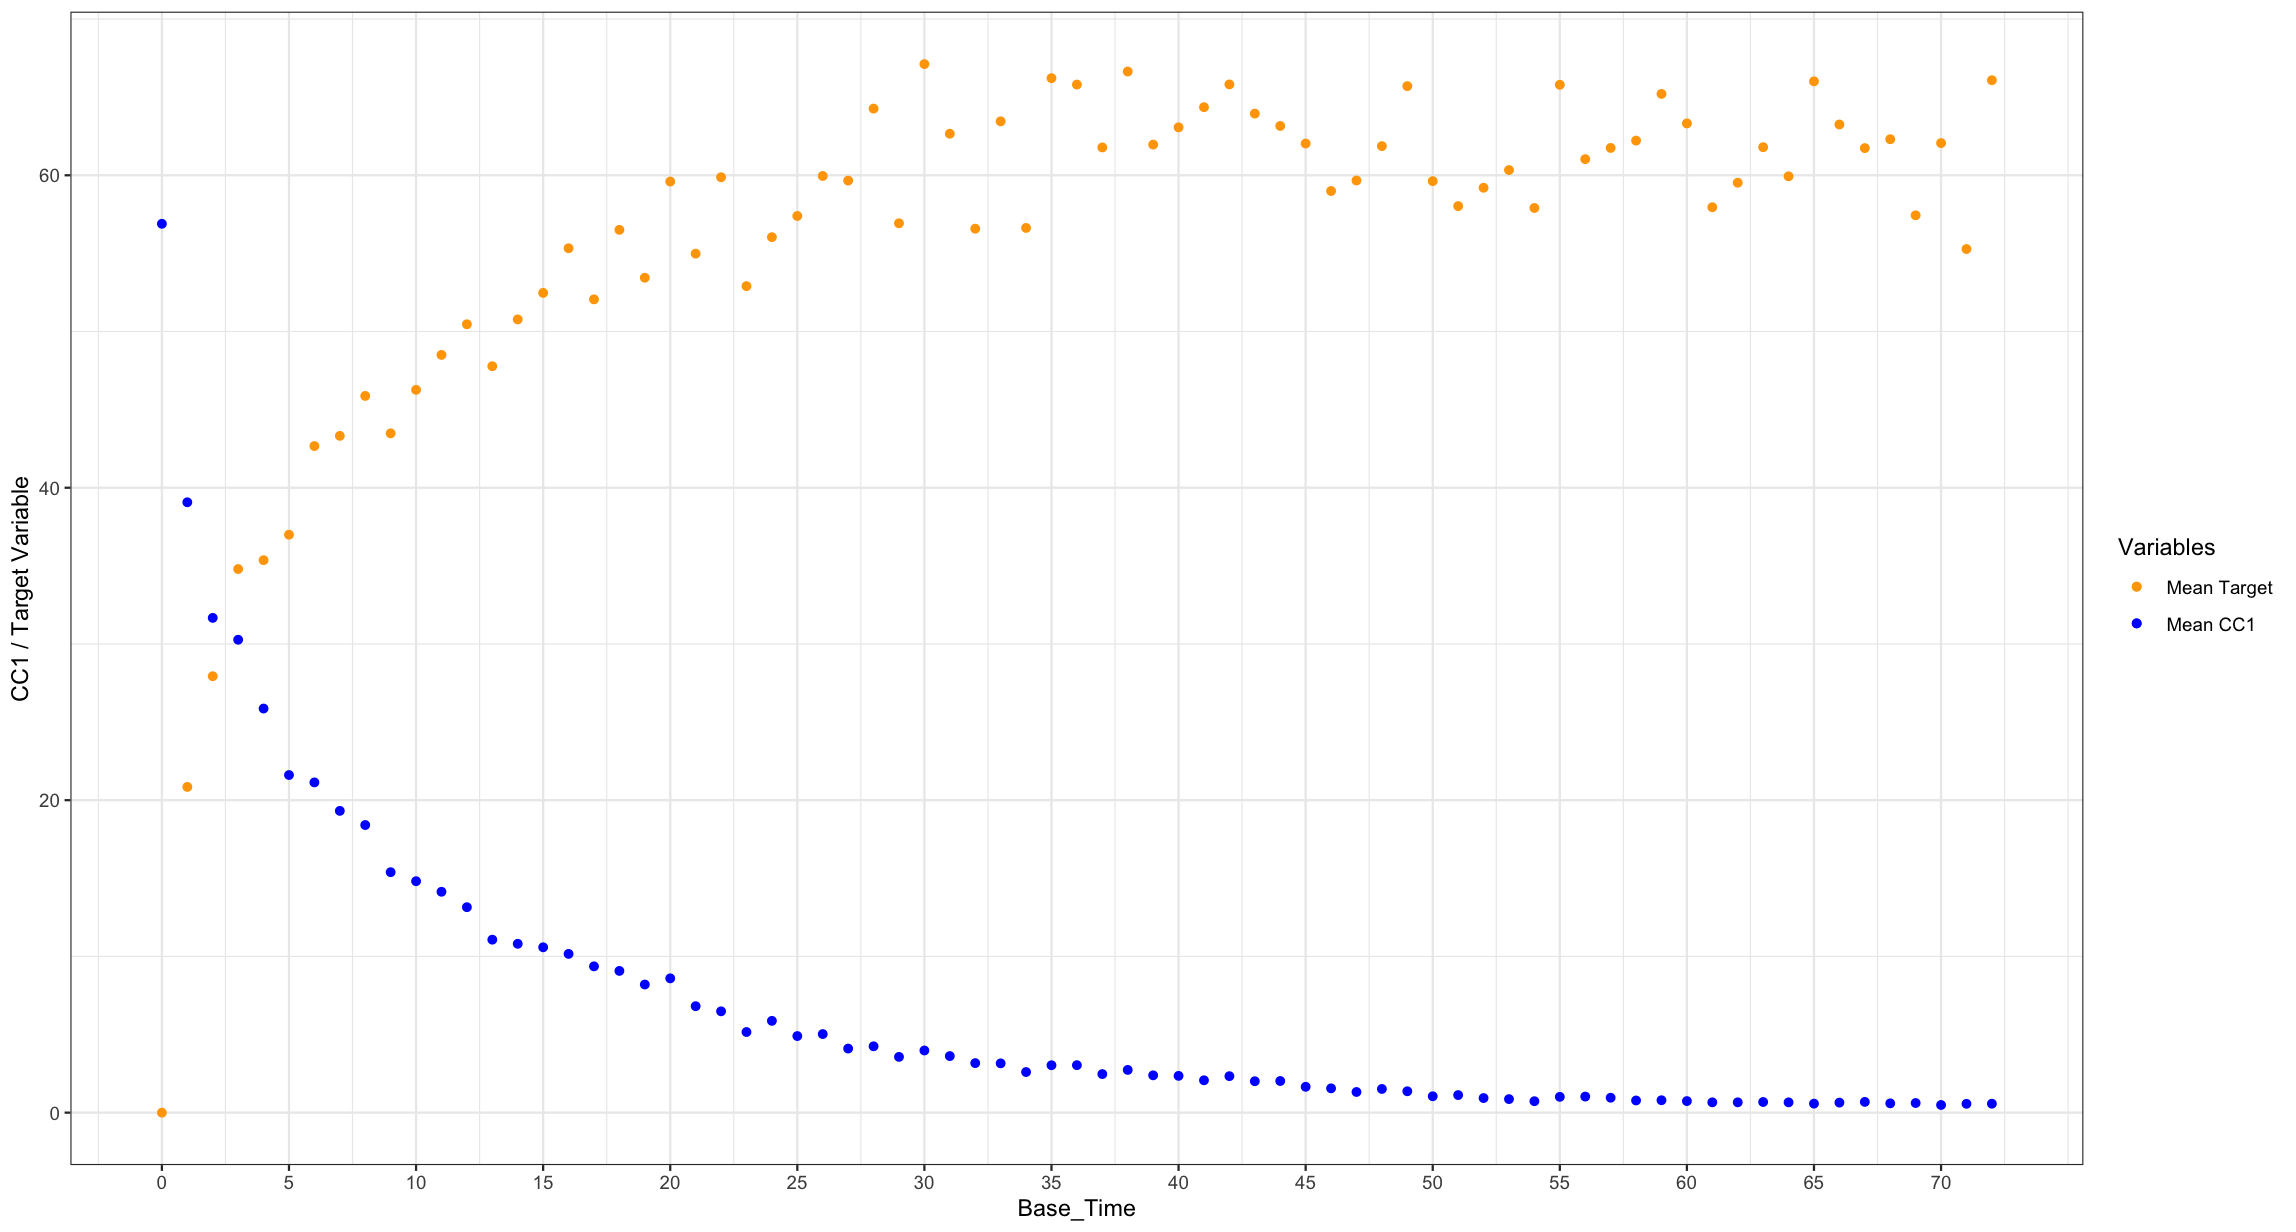 CC1 / Target Variable
60
40
20
0
0 5 10 15 20 25 30 35 40 45 50 55 60 65 70
Base_Time
Variables
Mean Target
Mean CC1